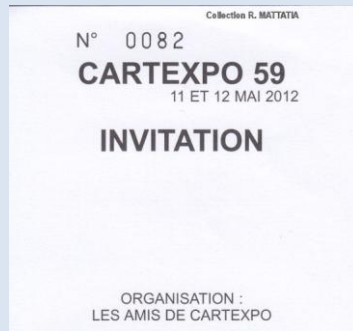 Collection R. MATTATIA
N° 0082
CARTEXPO 59
11 ET 12 MAI 2012
INVITATION
ORGANISATION :
LES AMIS DE CARTEXPO